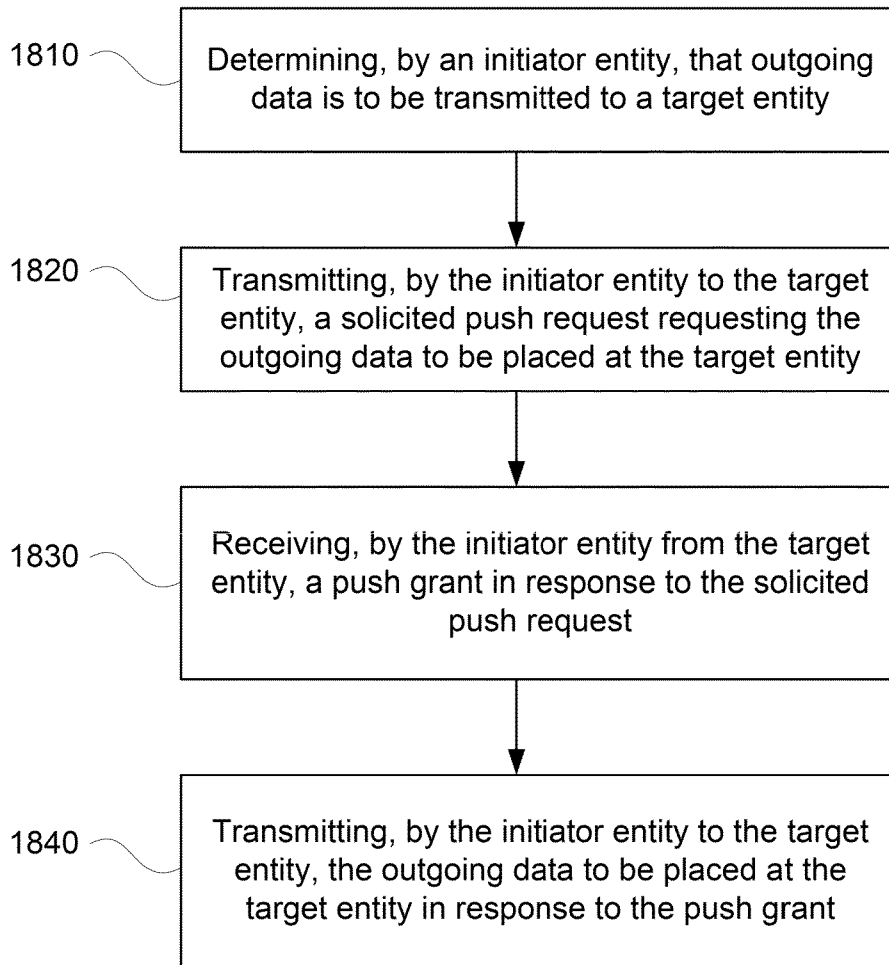 1810
Determining, by an initiator entity, that outgoing
data is to be transmitted to a target entity
1820
Transmitting, by the initiator entity to the target
entity, a solicited push request requesting the
outgoing data to be placed at the target entity
1830
Receiving, by the initiator entity from the target
entity, a push grant in response to the solicited
push request
1840
Transmitting, by the initiator entity to the target
entity, the outgoing data to be placed at the
target entity in response to the push grant